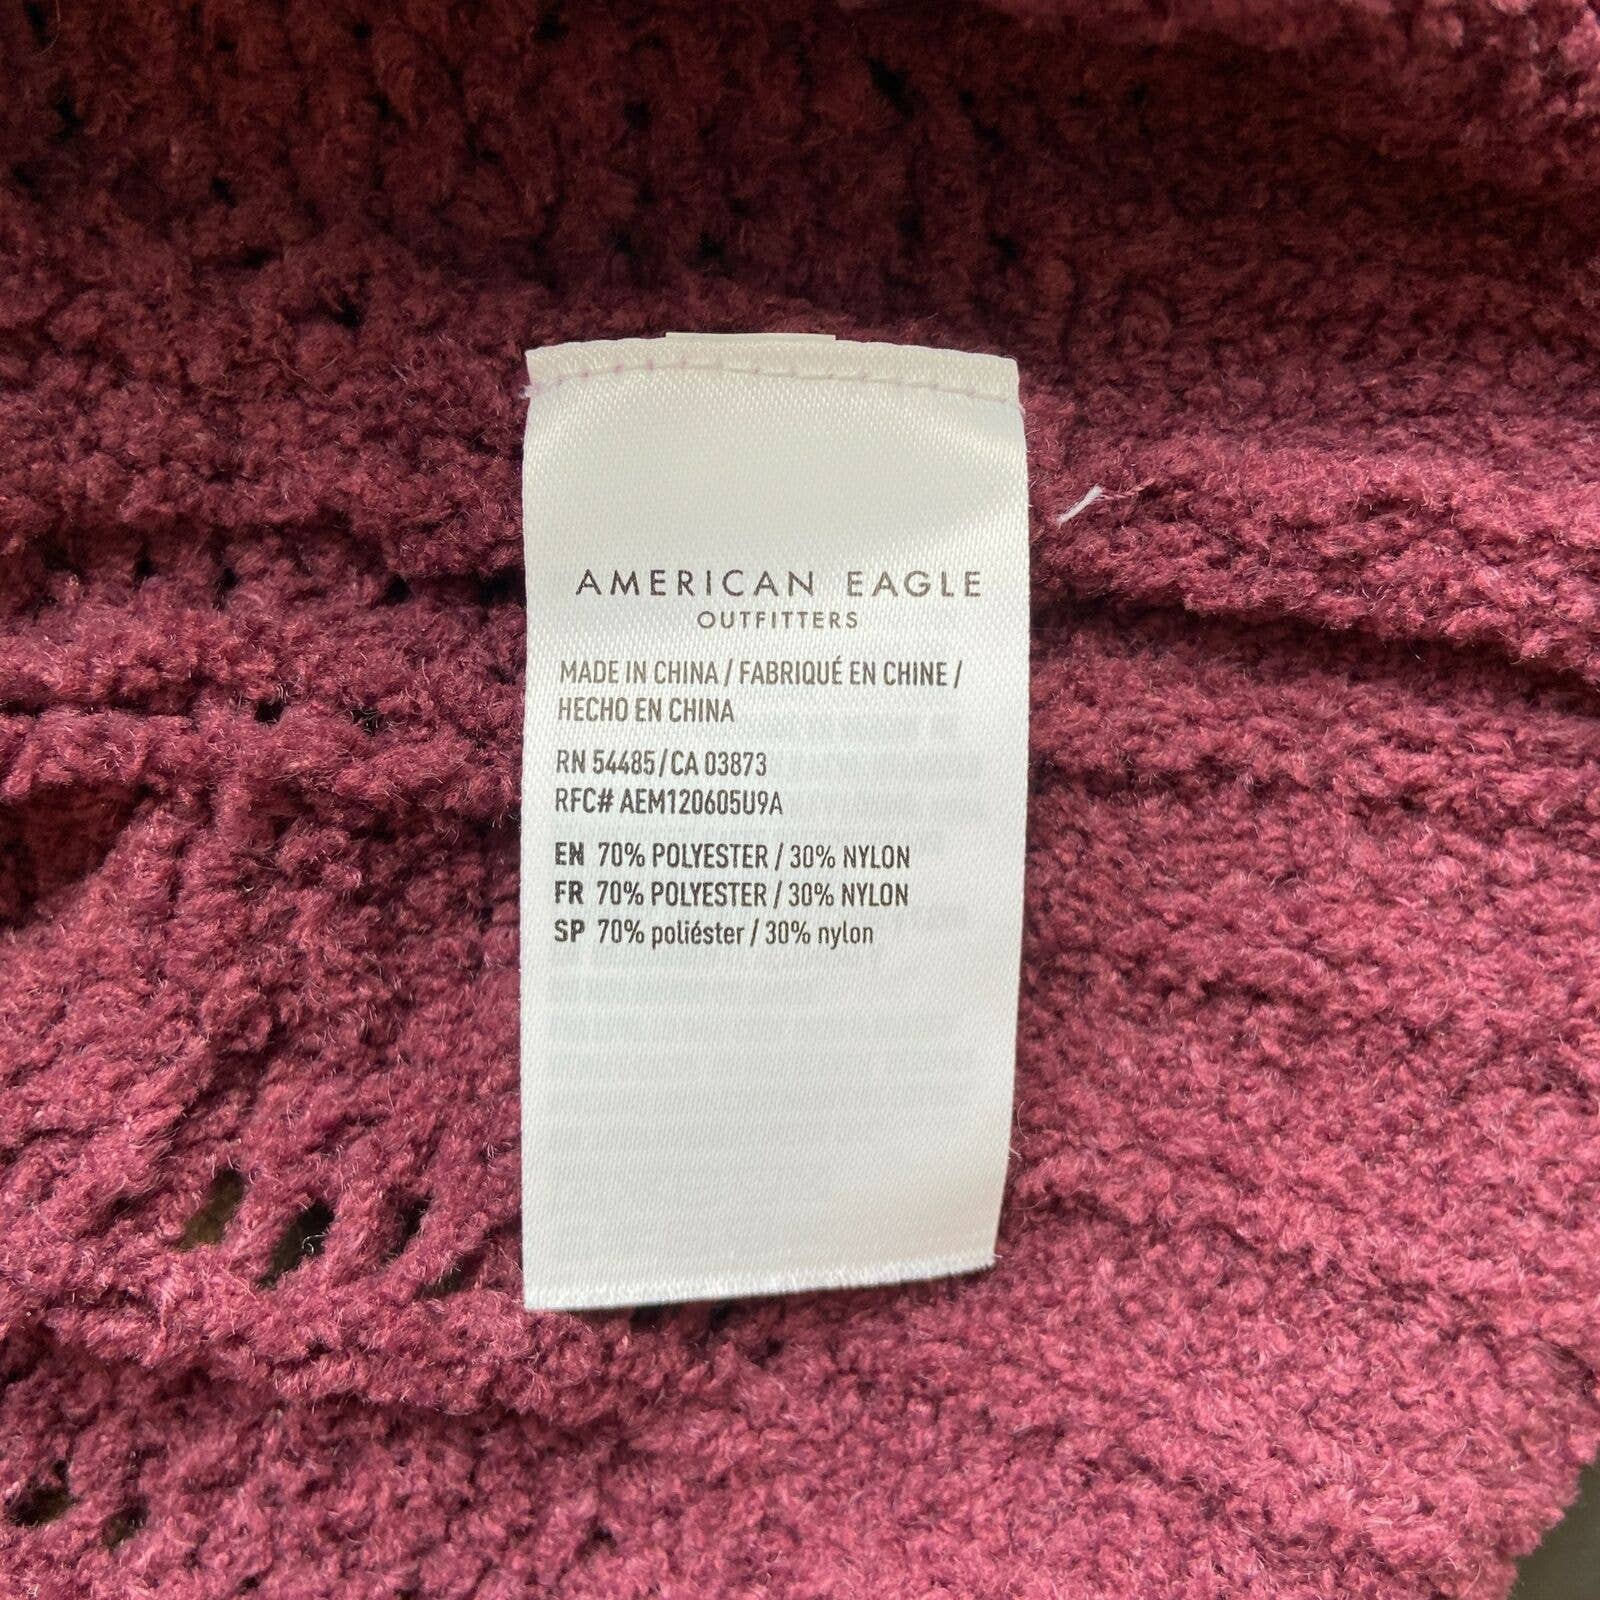 AMERICAN EAGLE
OUTFITTERS
MADE IN CHINA / FABRIQUÉ EN CHINE /
HECHO EN CHINA
RN 54485/CA 03873
RFC# AEM120605U9A
EN 70% POLYESTER / 30% NYLON
FR 70% POLYESTER / 30% NYLON
SP 70% poliéster / 30% nylon